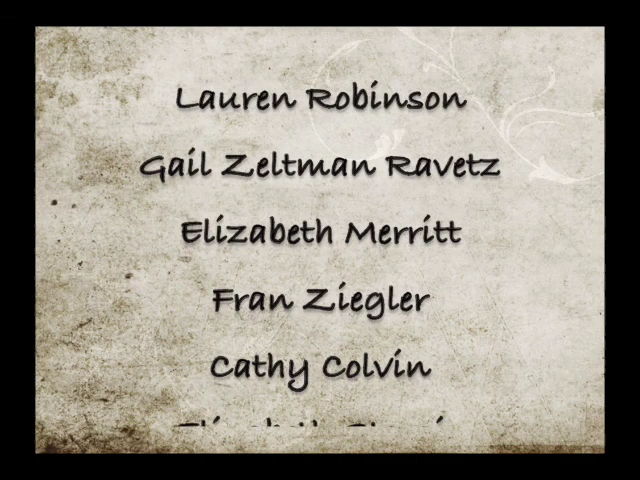 Lauren Robinson
Gail Zeltman Ravetz
Elizabeth Merritt
Fran Ziegler
Cathy Colvin